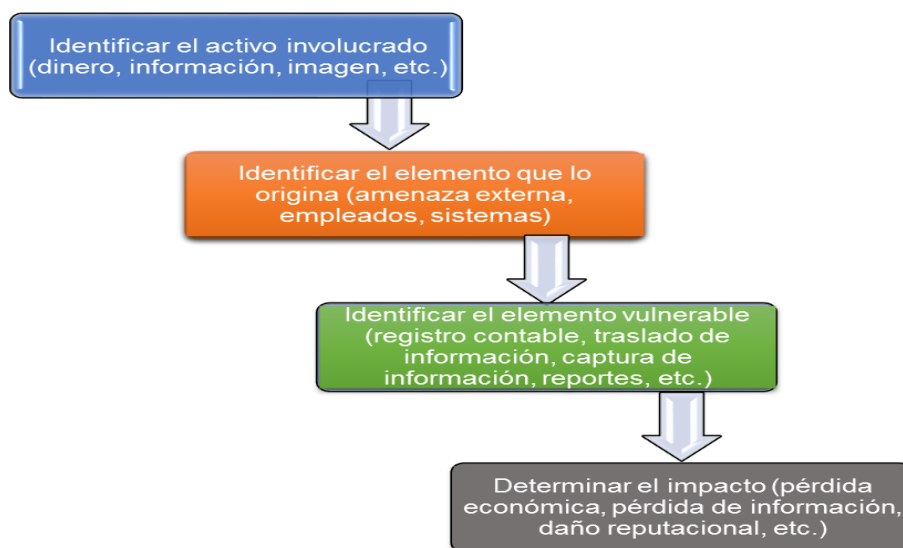 Identificar el activo involucrado
(dinero, información, imagen, etc.)
Identificar el elemento que lo
origina (amenaza externa,
empleados, sistemas)
Identificar el elemento vulnerable
(registro contable, traslado de
información, captura de
información, reportes, etc.)
Determinar el impacto (pérdida
económica, pérdida de información,
daño reputacional, etc.)